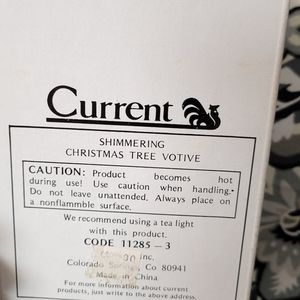 Current
SHIMMERING
CHRISTMAS TREE VOTIVE
CAUTION: Product becomes hot
during use! Use caution when handling.
Do not leave unattended. Always place on
a nonflammble surface.
We recommend using a tea light
with this product.
CODE 11285-3
Inc.
Colorado Springs, Co 80941
Made in China
For more information about current
products, just write to the above address.